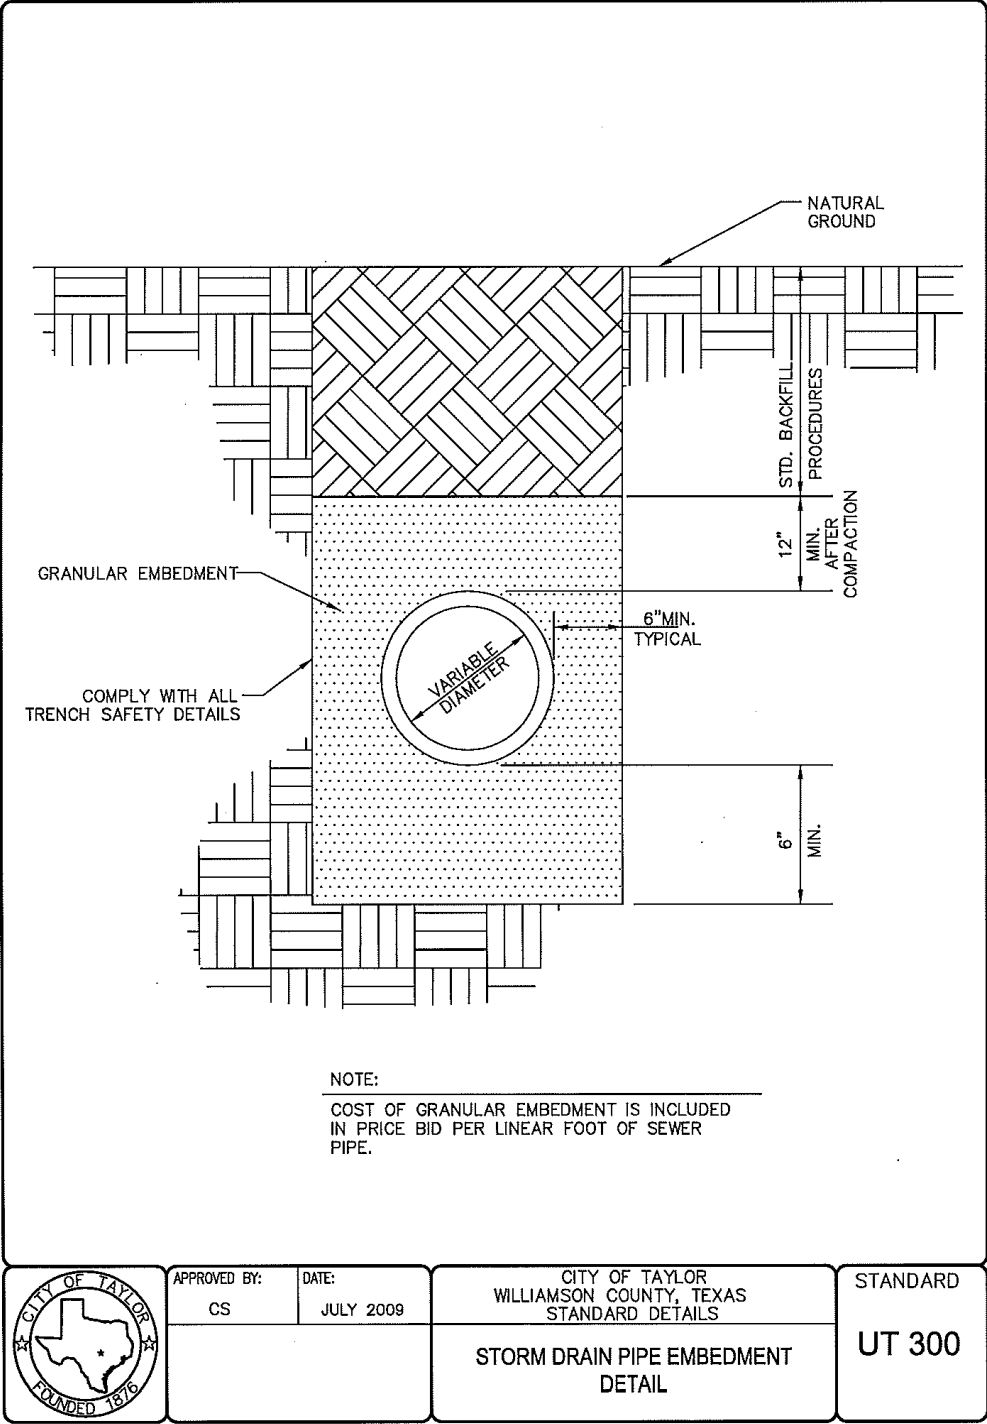 NATURAL
GROUND
STD. BACKFILL
PROCEDURES
12"
MIN.
AFTER
COMPACTION
GRANULAR EMBEDMENT
6"MIN.
TYPICAL
VARIABLE
DIAMETER
COMPLY WITH ALL
TRENCH SAFETY DETAILS
6"
MIN.
NOTE:
COST OF GRANULAR EMBEDMENT IS INCLUDED
IN PRICE BID PER LINEAR FOOT OF SEWER
PIPE.
CITY OF TAYLOR
FOUNDED 1876
APPROVED BY:
CS
DATE:
JULY 2009
CITY OF TAYLOR
WILLIAMSON COUNTY, TEXAS
STANDARD DETAILS
STORM DRAIN PIPE EMBEDMENT
DETAIL
STANDARD
UT 300